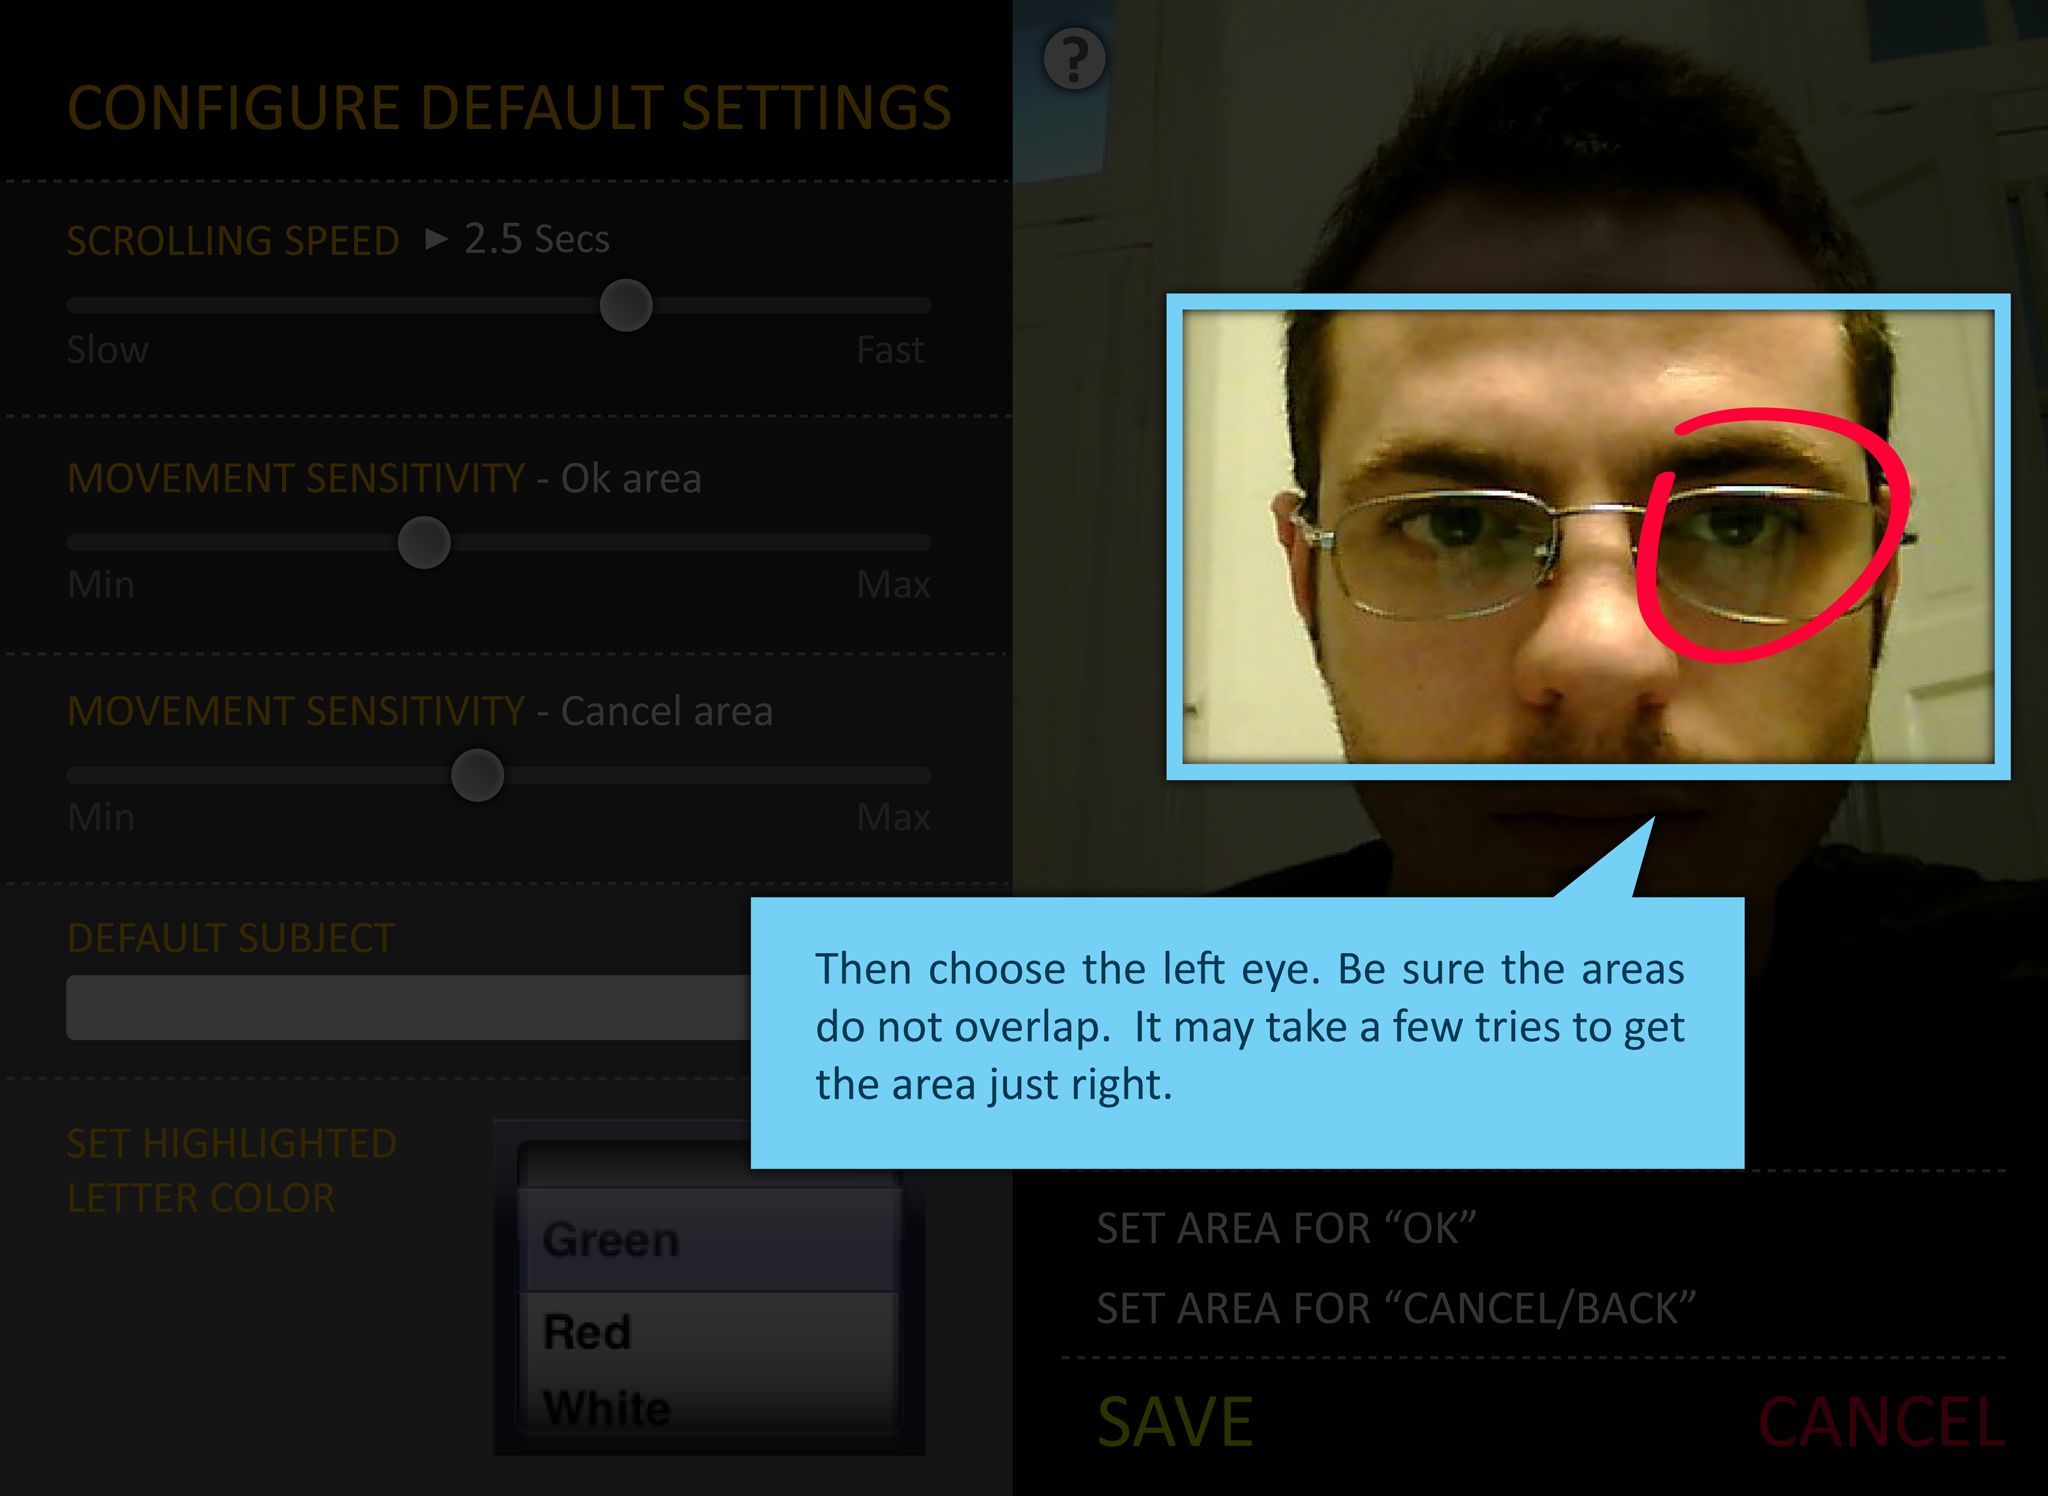 CONFIGURE DEFAULT SETTINGS
?
SCROLLING SPEED ► 2.5 Secs
Slow Fast
MOVEMENT SENSITIVITY - Ok area
Min Max
MOVEMENT SENSITIVITY - Cancel area
Min Max
DEFAULT SUBJECT
Then choose the left eye. Be sure the areas
do not overlap. It may take a few tries to get
the area just right.
SET HIGHLIGHTED
LETTER COLOR
Green
Red
White
SET AREA FOR “OK”
SET AREA FOR “CANCEL/BACK”
SAVE CANCEL